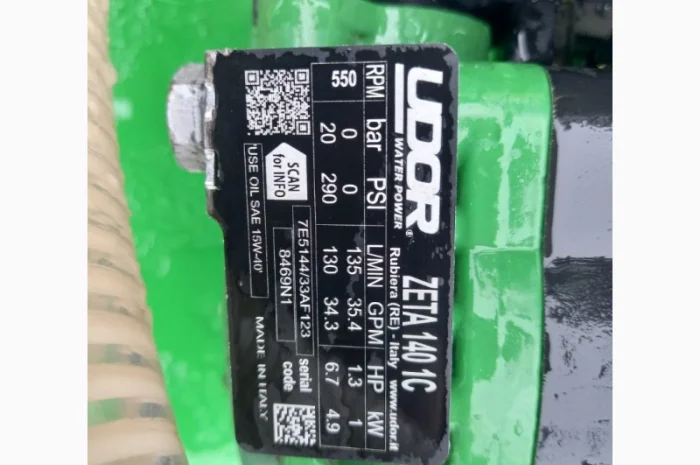 UDOR®
WATER POWER
ZETA 140 1C
Rubiera (RE) - Italy www.udor.it
RPM bar PSI L/MIN GPM HP kW
550 0 0 135 35.4 1.3 1
20 290 130 34.3 6.7 4.9
SCAN
for INFO
7E5144/33AF123 serial
8469N1 code
USE OIL SAE 15W-40'
MADE IN ITALY